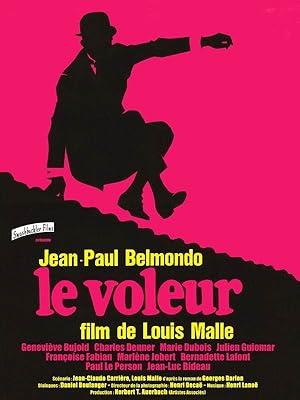 Swashbuckler Films
présente
Jean-Paul Belmondo
le voleur
film de Louis Malle
Geneviève Bujold Charles Denner Marie Dubois Julien Guiomar
Françoise Fabian Marlène Jobert Bernadette Lafont
Paul Le Person Jean-Luc Bideau
Scénario: Jean-Claude Carrière, Louis Malle d'après le roman de Georges Darien
Dialogues: Daniel Boulanger • Directeur de la photographie: Henri Decaë • Musique: Henri Lanoë
Production: Norbert T. Auerbach (Artistes Associés)